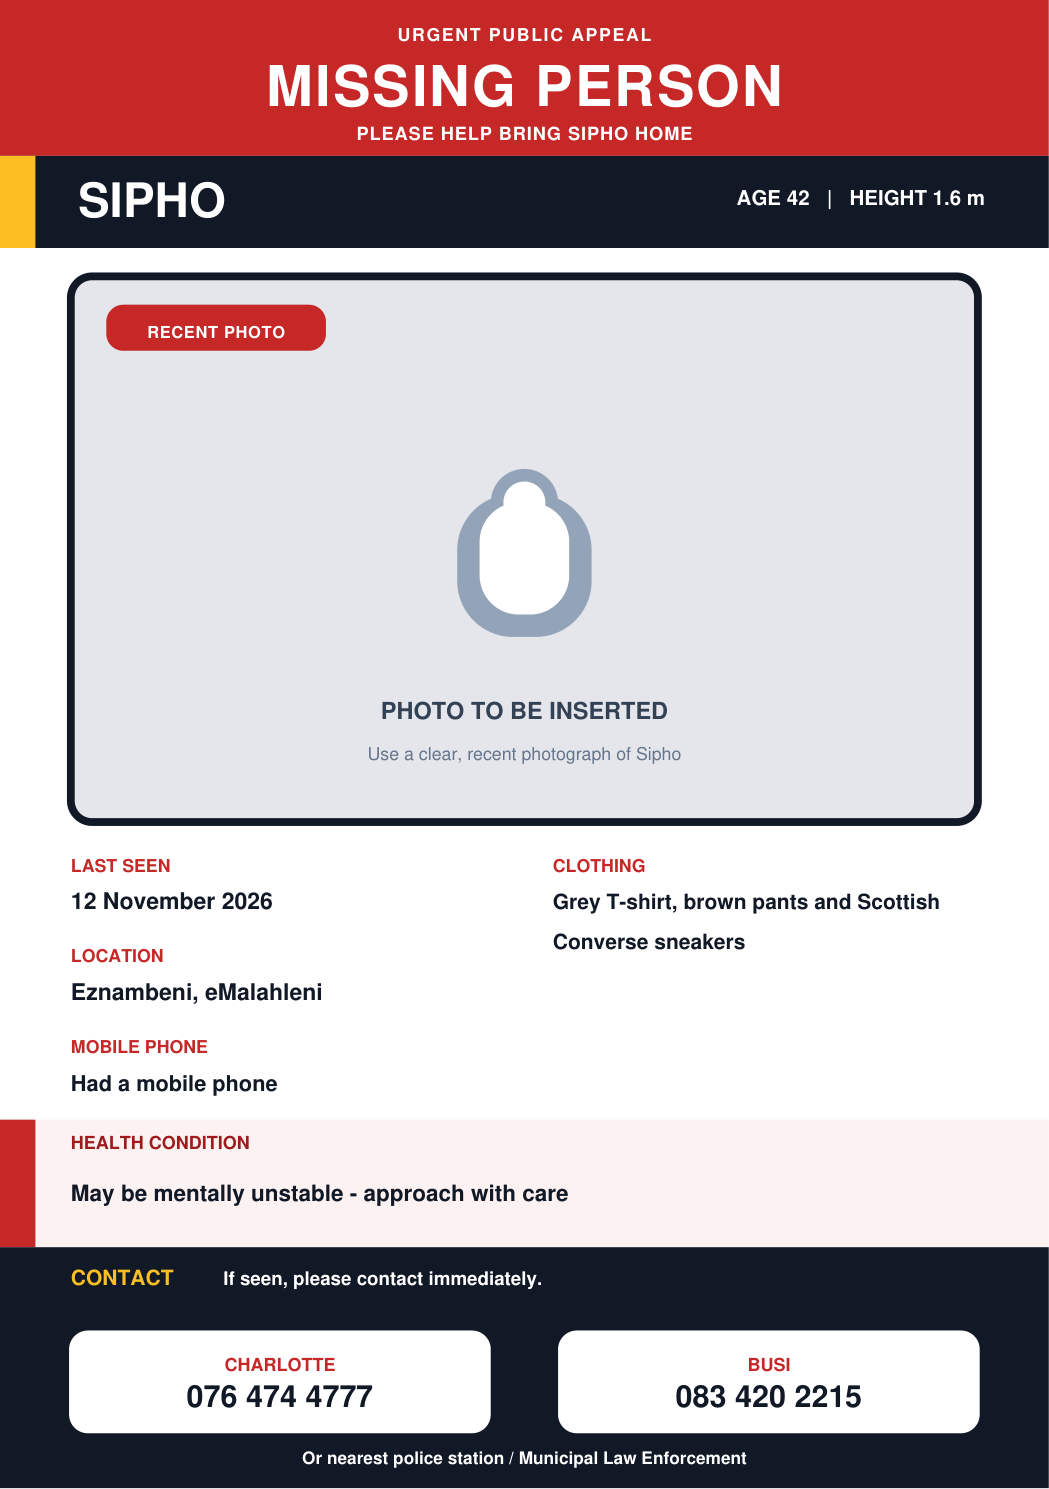 URGENT PUBLIC APPEAL
MISSING PERSON
PLEASE HELP BRING SIPHO HOME
SIPHO
AGE 42 | HEIGHT 1.6 m
RECENT PHOTO
PHOTO TO BE INSERTED
Use a clear, recent photograph of Sipho
LAST SEEN
12 November 2026
LOCATION
Eznambeni, eMalahleni
MOBILE PHONE
Had a mobile phone
CLOTHING
Grey T-shirt, brown pants and Scottish
Converse sneakers
HEALTH CONDITION
May be mentally unstable - approach with care
CONTACT If seen, please contact immediately.
CHARLOTTE
076 474 4777
BUSI
083 420 2215
Or nearest police station / Municipal Law Enforcement